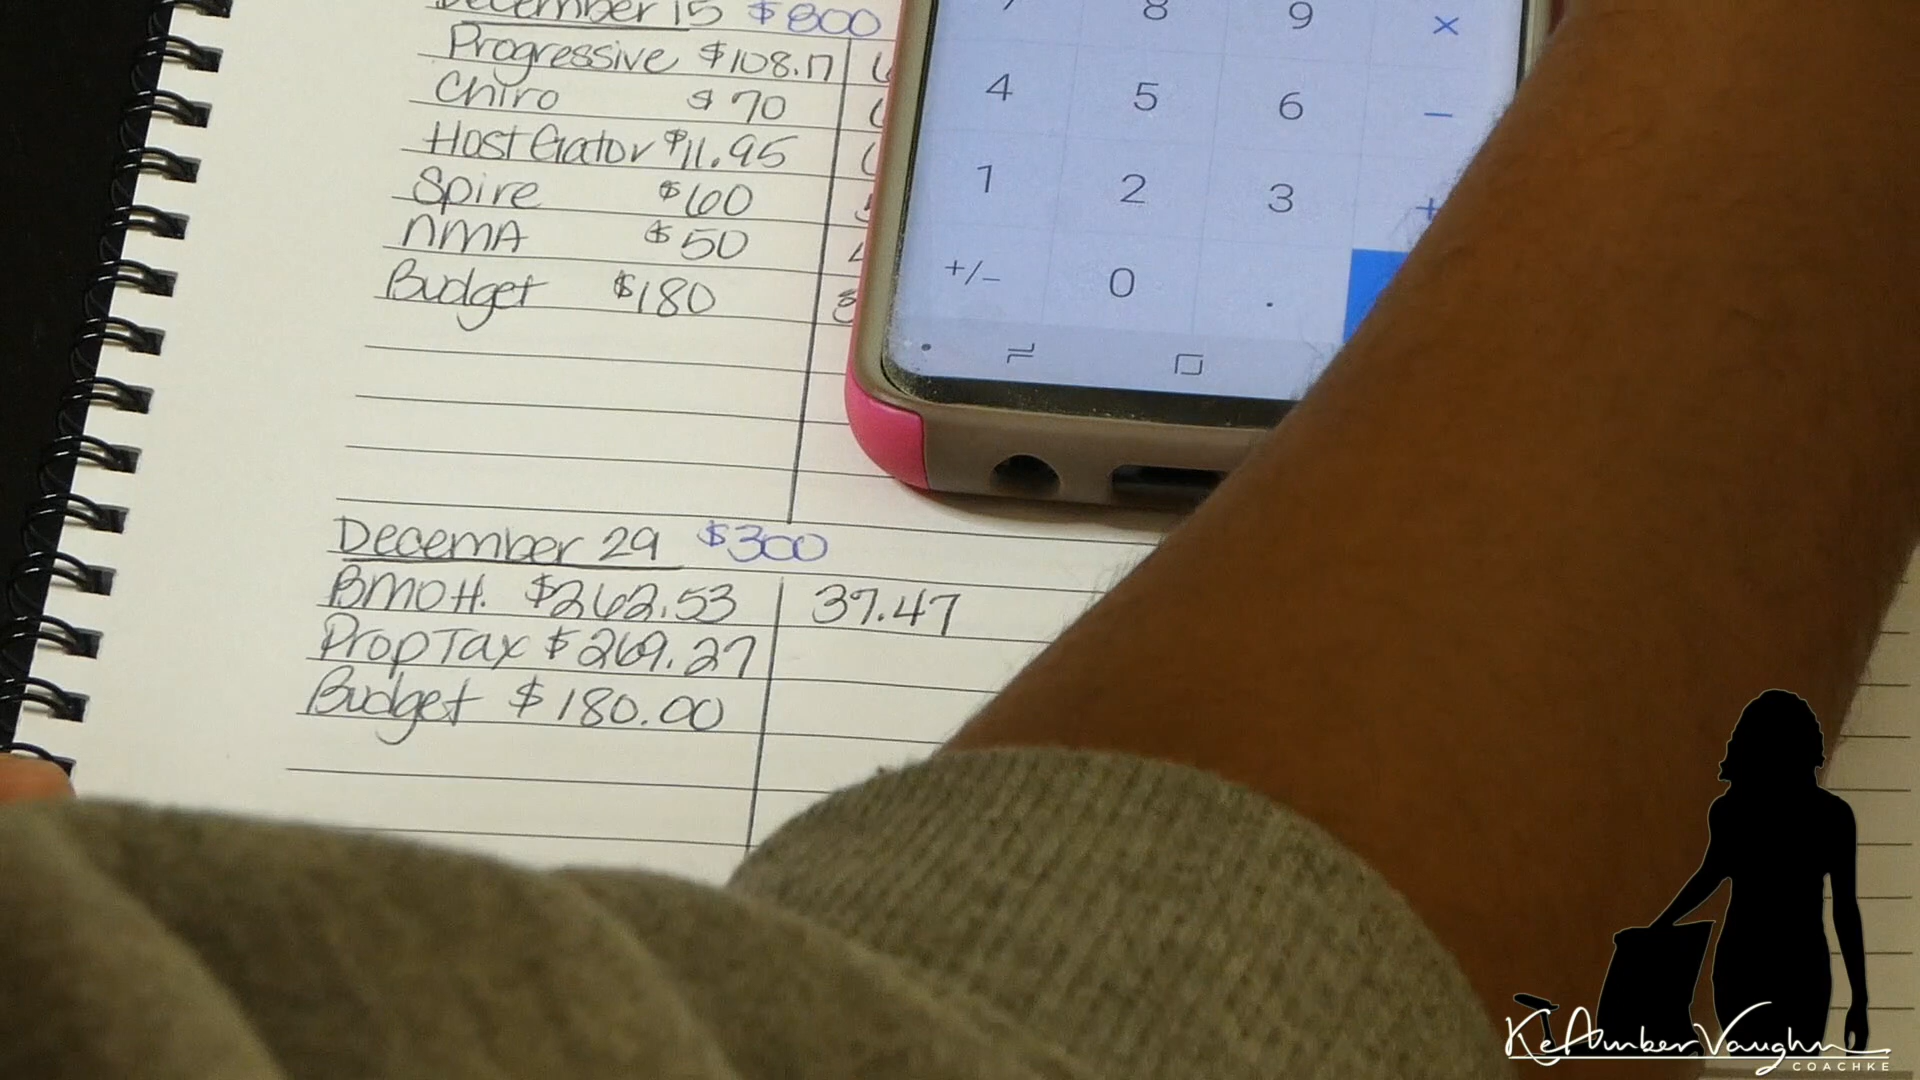 December 15 $800
Progressive $108.17
Chiro $70
HostGator $11.95
Spire $60
NMA $50
Budget $180
December 29 $300
BMOH. $262.53 37.47
Prop Tax $269.27
Budget $180.00
8 9 ×
4 5 6 −
1 2 3 +
+/− 0 .
KeAmber Vaughn
COACHKE